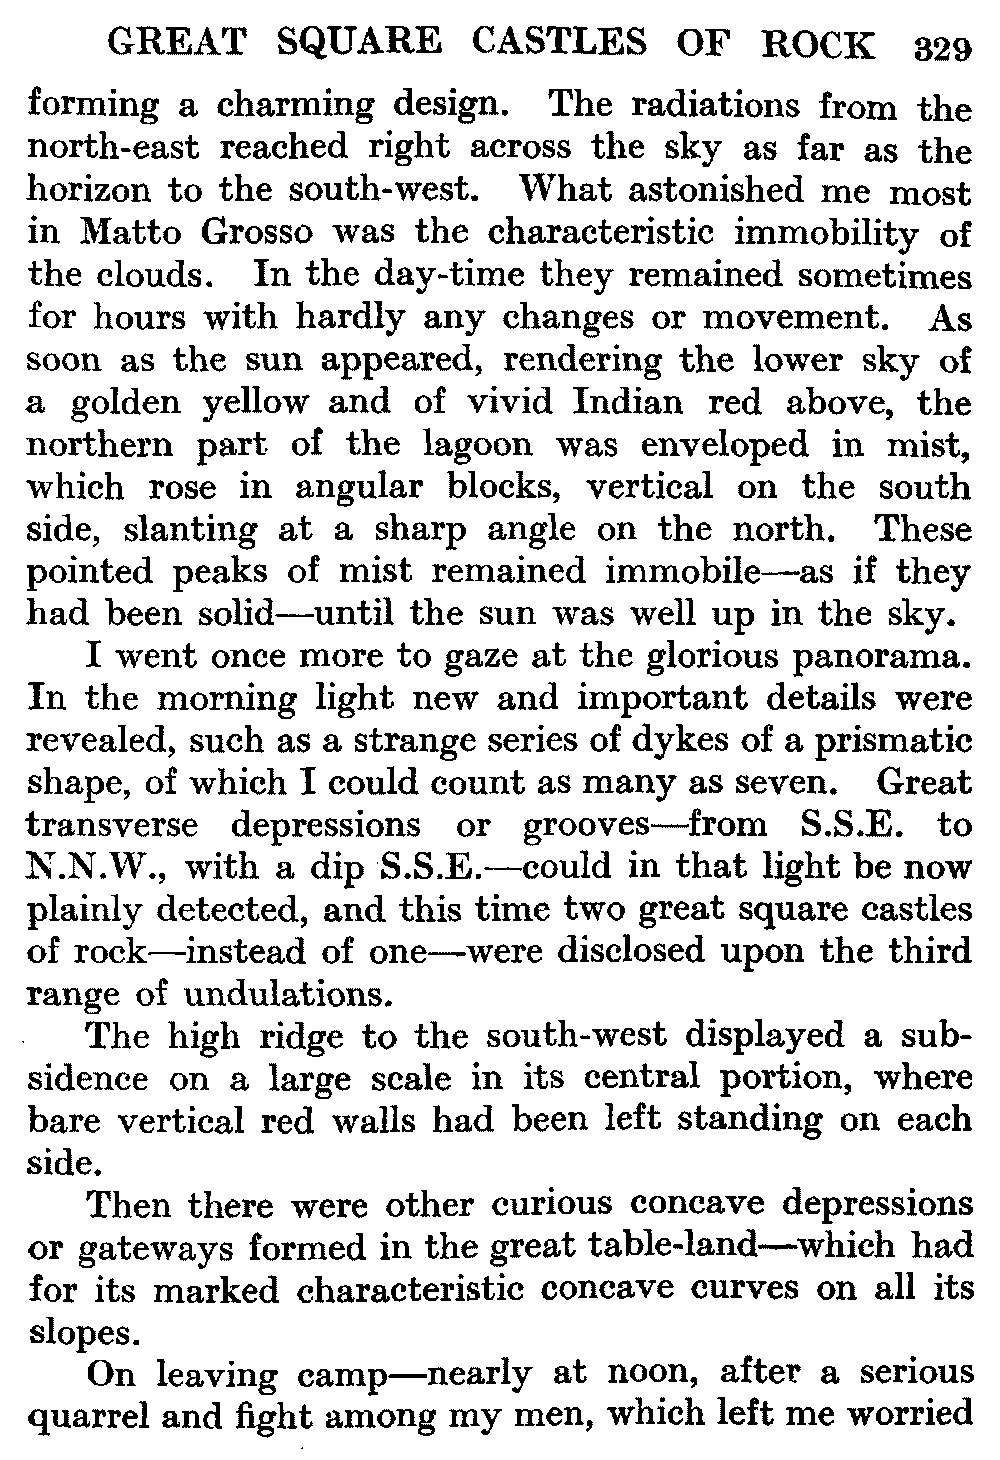 GREAT SQUARE CASTLES OF ROCK 329
forming a charming design. The radiations from the
north-east reached right across the sky as far as the
horizon to the south-west. What astonished me most
in Matto Grosso was the characteristic immobility of
the clouds. In the day-time they remained sometimes
for hours with hardly any changes or movement. As
soon as the sun appeared, rendering the lower sky of
a golden yellow and of vivid Indian red above, the
northern part of the lagoon was enveloped in mist,
which rose in angular blocks, vertical on the south
side, slanting at a sharp angle on the north. These
pointed peaks of mist remained immobile—as if they
had been solid—until the sun was well up in the sky.
I went once more to gaze at the glorious panorama.
In the morning light new and important details were
revealed, such as a strange series of dykes of a prismatic
shape, of which I could count as many as seven. Great
transverse depressions or grooves—from S.S.E. to
N.N.W., with a dip S.S.E.—could in that light be now
plainly detected, and this time two great square castles
of rock—instead of one—were disclosed upon the third
range of undulations.
The high ridge to the south-west displayed a sub-
sidence on a large scale in its central portion, where
bare vertical red walls had been left standing on each
side.
Then there were other curious concave depressions
or gateways formed in the great table-land—which had
for its marked characteristic concave curves on all its
slopes.
On leaving camp—nearly at noon, after a serious
quarrel and fight among my men, which left me worried